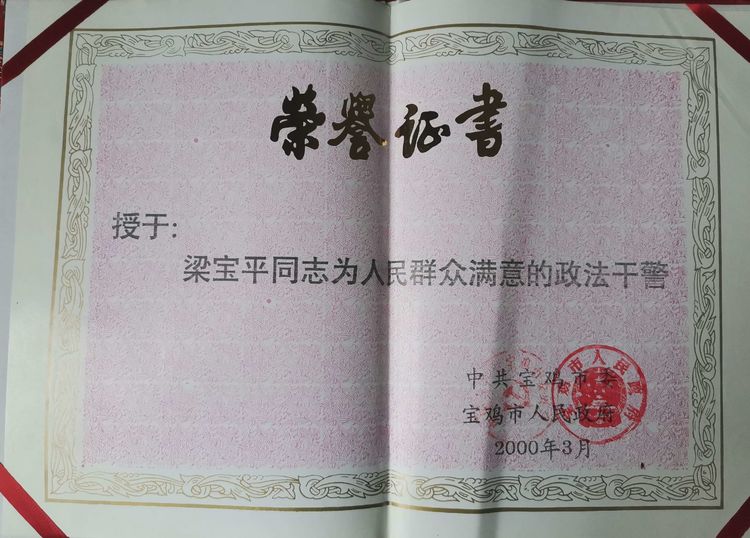 荣誉证书
授于:
梁宝平同志为人民群众满意的政法干警
中共宝鸡市委
宝鸡市人民政府
2000年3月